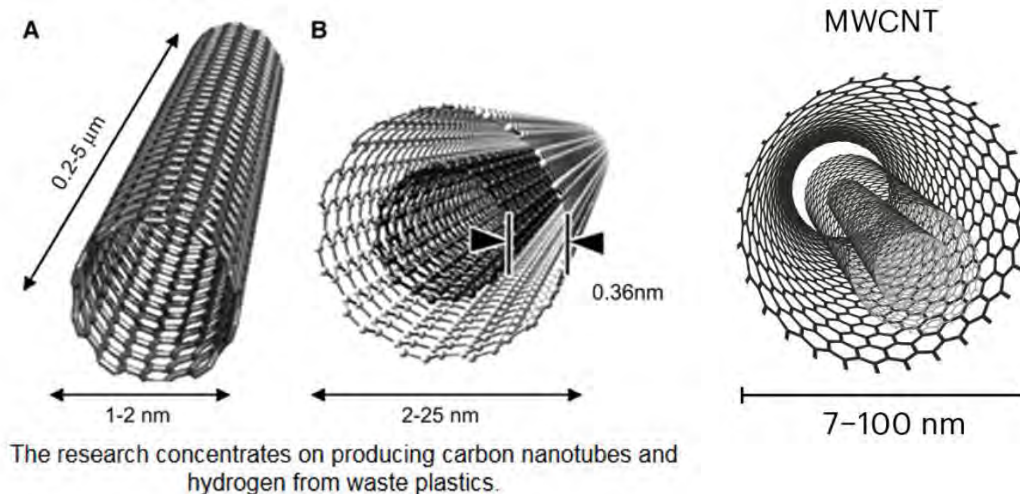 A
B
MWCNT
0.2-5 µm
0.36nm
1-2 nm
2-25 nm
7–100 nm
The research concentrates on producing carbon nanotubes and
hydrogen from waste plastics.